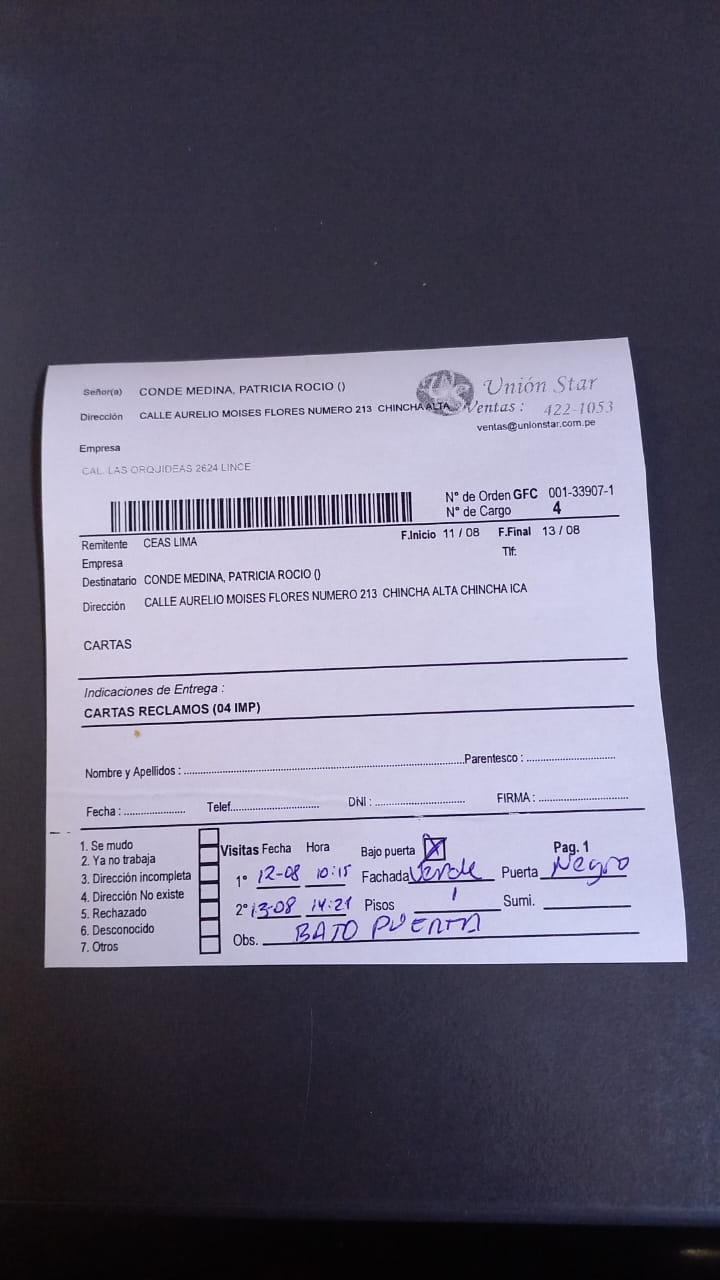 Señor(a) CONDE MEDINA, PATRICIA ROCIO ()
Unión Star
Dirección CALLE AURELIO MOISES FLORES NUMERO 213 CHINCHA ALTA
Ventas : 422-1053
ventas@unionstar.com.pe
Empresa
CAL. LAS ORQUIDEAS 2624 LINCE
N° de Orden GFC 001-33907-1
N° de Cargo 4
Remitente CEAS LIMA
F.Inicio 11 / 08 F.Final 13 / 08
Empresa
Tlf:
Destinatario CONDE MEDINA, PATRICIA ROCIO ()
Dirección CALLE AURELIO MOISES FLORES NUMERO 213 CHINCHA ALTA CHINCHA ICA
CARTAS
Indicaciones de Entrega :
CARTAS RECLAMOS (04 IMP)
Nombre y Apellidos : Parentesco :
Fecha : Telef. DNI : FIRMA :
1. Se mudo
2. Ya no trabaja
3. Dirección incompleta
4. Dirección No existe
5. Rechazado
6. Desconocido
7. Otros
Visitas Fecha Hora Bajo puerta X Pag. 1
1° 12-08 10:15 Fachada Verde Puerta Negro
2° 13-08 14:21 Pisos 1 Sumi.
Obs. BAJO PUERTA